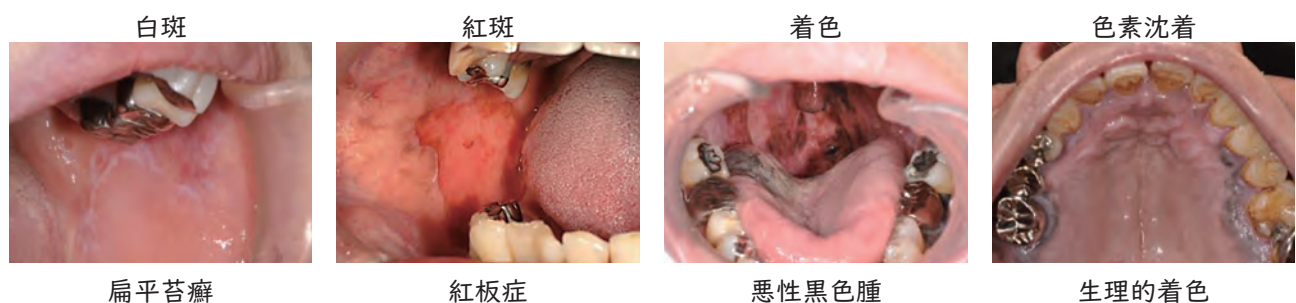 白斑
紅斑
着色
色素沈着
扁平苔癬
紅板症
悪性黒色腫
生理的着色